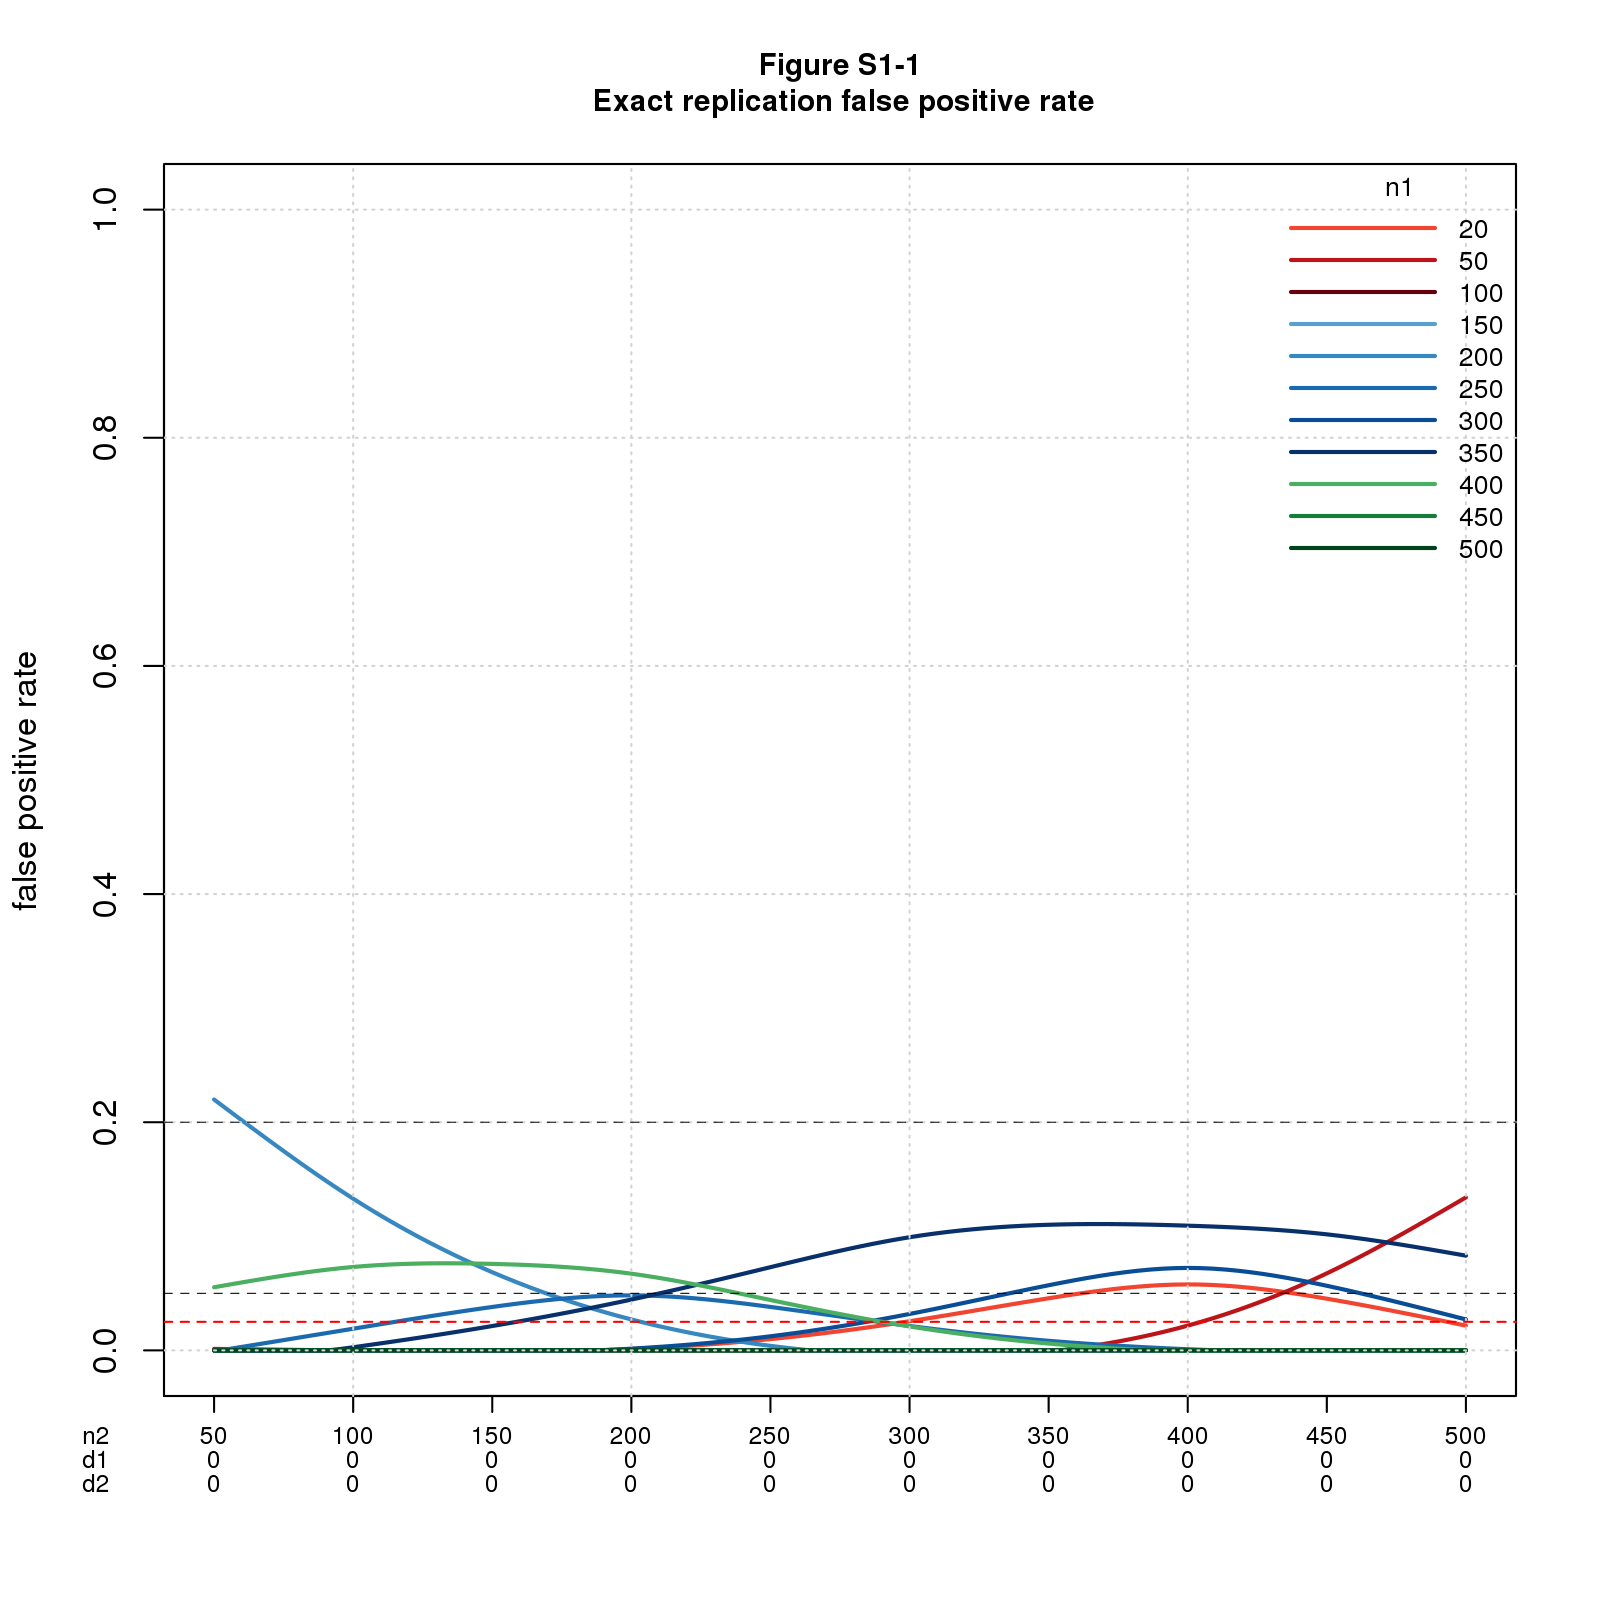 Figure S1-1
Exact replication false positive rate
n1
20
50
100
150
200
250
300
350
400
450
500
false positive rate
1.0
0.8
0.6
0.4
0.2
0.0
n2 50 100 150 200 250 300 350 400 450 500
d1 0 0 0 0 0 0 0 0 0 0
d2 0 0 0 0 0 0 0 0 0 0